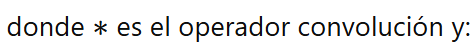 donde ∗ es el operador convolución y: